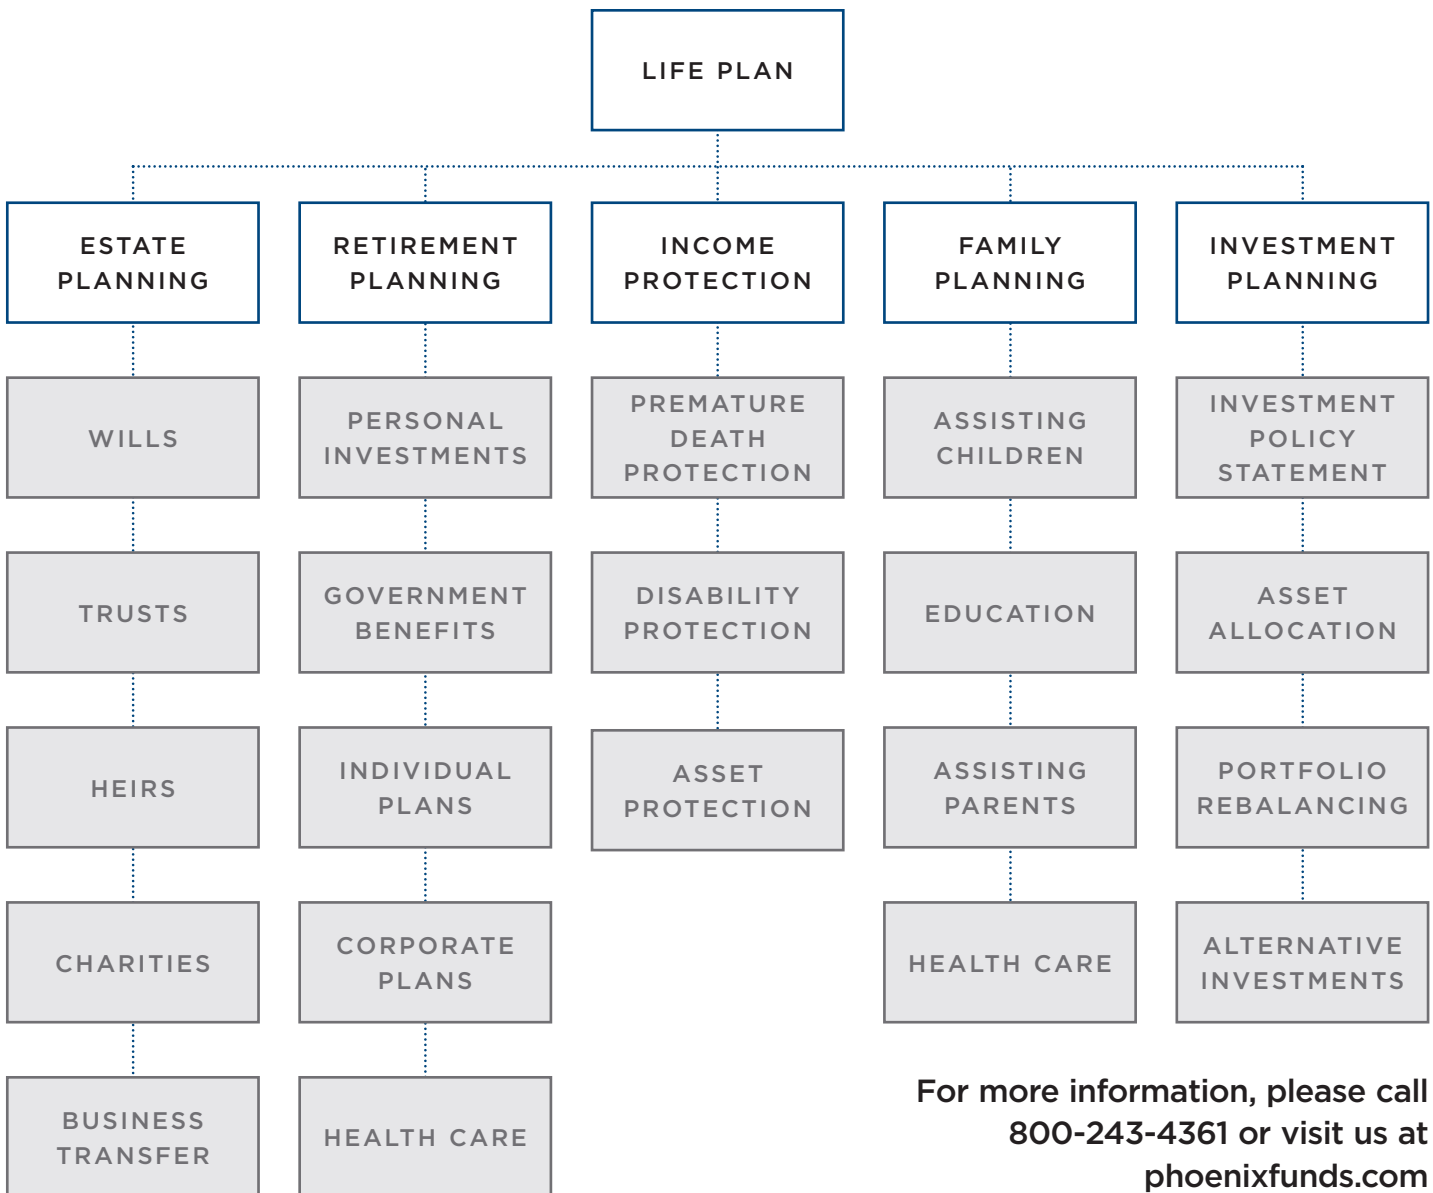 LIFE PLAN
ESTATE
PLANNING
RETIREMENT
PLANNING
INCOME
PROTECTION
FAMILY
PLANNING
INVESTMENT
PLANNING
WILLS
PERSONAL
INVESTMENTS
PREMATURE
DEATH
PROTECTION
ASSISTING
CHILDREN
INVESTMENT
POLICY
STATEMENT
TRUSTS
GOVERNMENT
BENEFITS
DISABILITY
PROTECTION
EDUCATION
ASSET
ALLOCATION
HEIRS
INDIVIDUAL
PLANS
ASSET
PROTECTION
ASSISTING
PARENTS
PORTFOLIO
REBALANCING
CHARITIES
CORPORATE
PLANS
HEALTH CARE
ALTERNATIVE
INVESTMENTS
BUSINESS
TRANSFER
HEALTH CARE
For more information, please call
800-243-4361 or visit us at
phoenixfunds.com